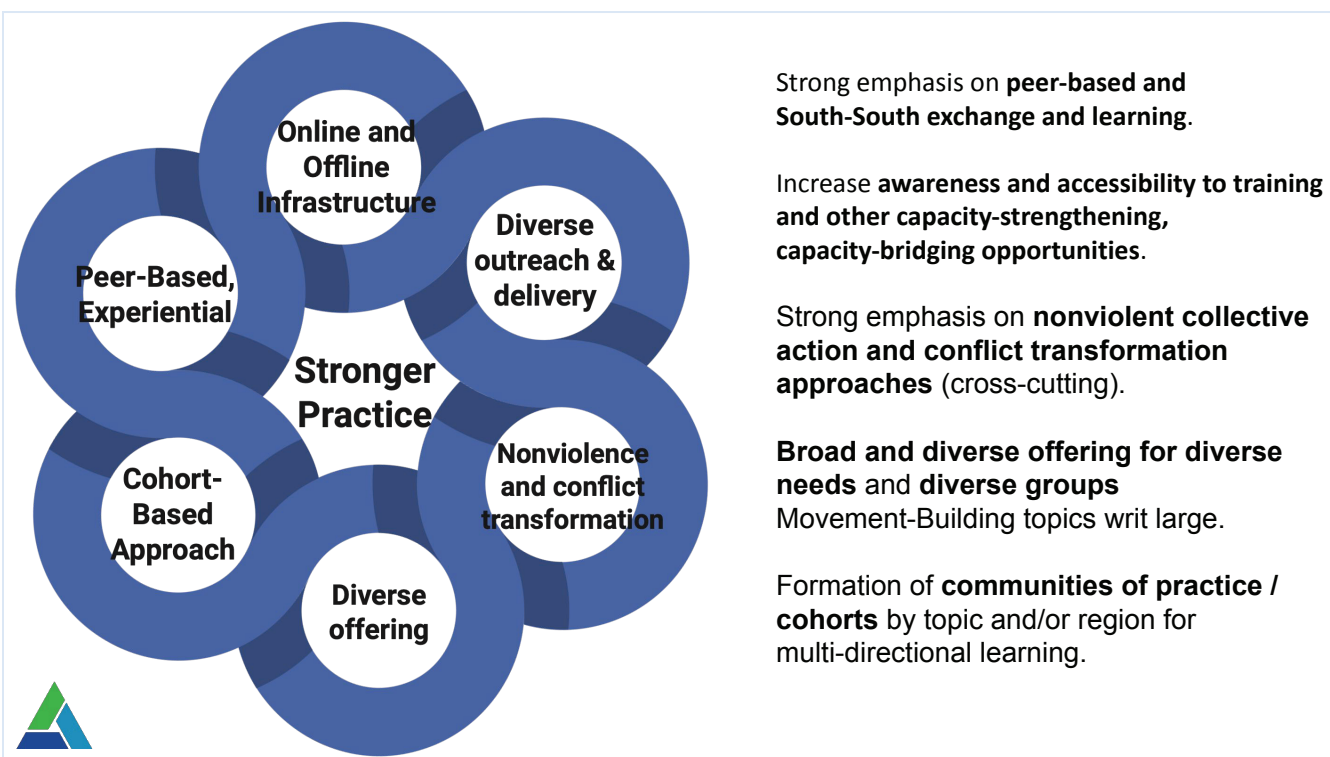 Online and
Offline
Infrastructure
Diverse
outreach &
delivery
Peer-Based,
Experiential
Stronger
Practice
Nonviolence
and conflict
transformation
Cohort-
Based
Approach
Diverse
offering
Strong emphasis on peer-based and
South-South exchange and learning.
Increase awareness and accessibility to training
and other capacity-strengthening,
capacity-bridging opportunities.
Strong emphasis on nonviolent collective
action and conflict transformation
approaches (cross-cutting).
Broad and diverse offering for diverse
needs and diverse groups
Movement-Building topics writ large.
Formation of communities of practice /
cohorts by topic and/or region for
multi-directional learning.